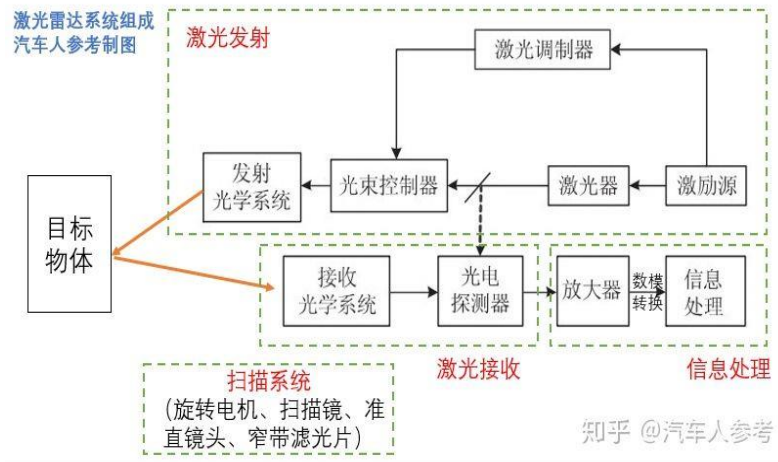 激光雷达系统组成
汽车人参考制图
激光发射
激光调制器
发射
光学系统
光束控制器
激光器
激励源
目标
物体
接收
光学系统
光电
探测器
放大器
数模
转换
信息
处理
激光接收
信息处理
扫描系统
（旋转电机、扫描镜、准
直镜头、窄带滤光片）
知乎 @汽车人参考